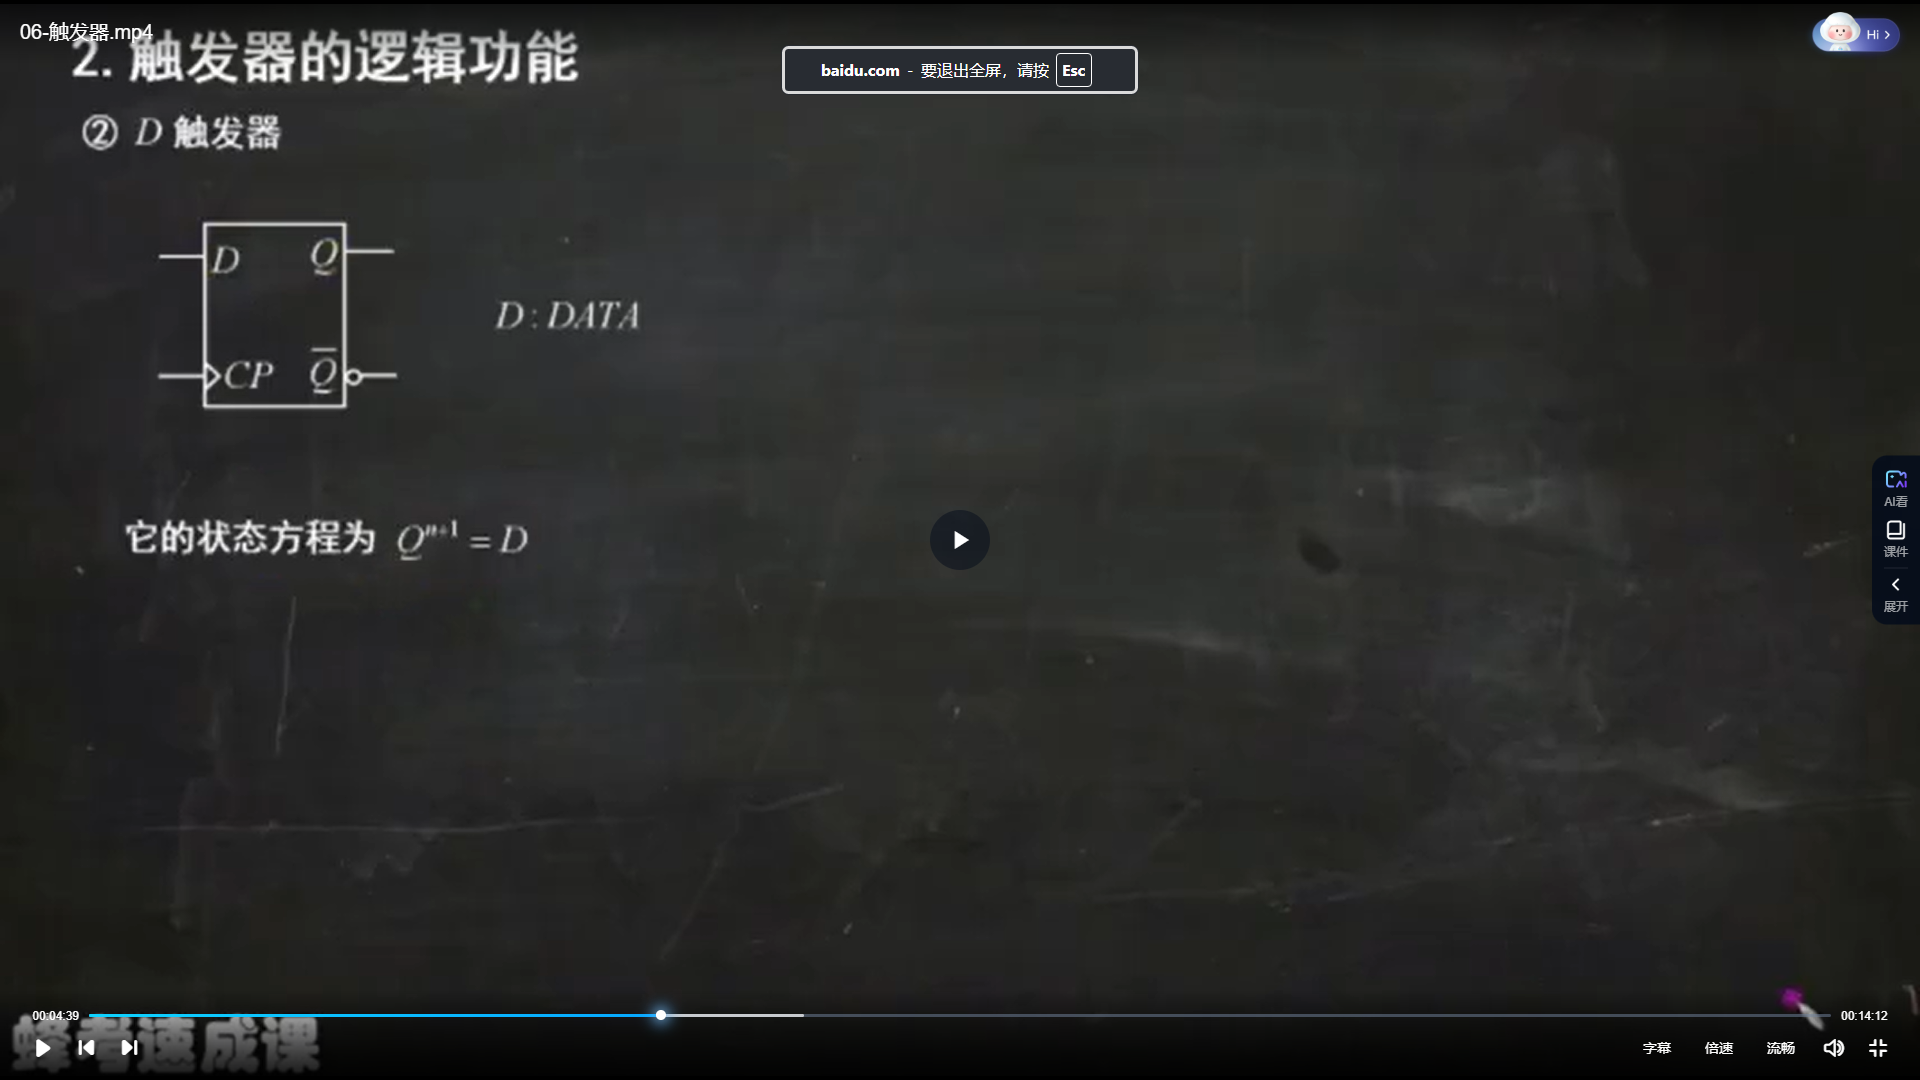 06-触发器.mp4
Hi >
2. 触发器的逻辑功能
baidu.com - 要退出全屏，请按 Esc
② D 触发器
D Q
D : DATA
CP Q̅
AI看
课件
展开
它的状态方程为 Qⁿ⁺¹ = D
00:04:39
00:14:12
蜂考速成课
字幕 倍速 流畅